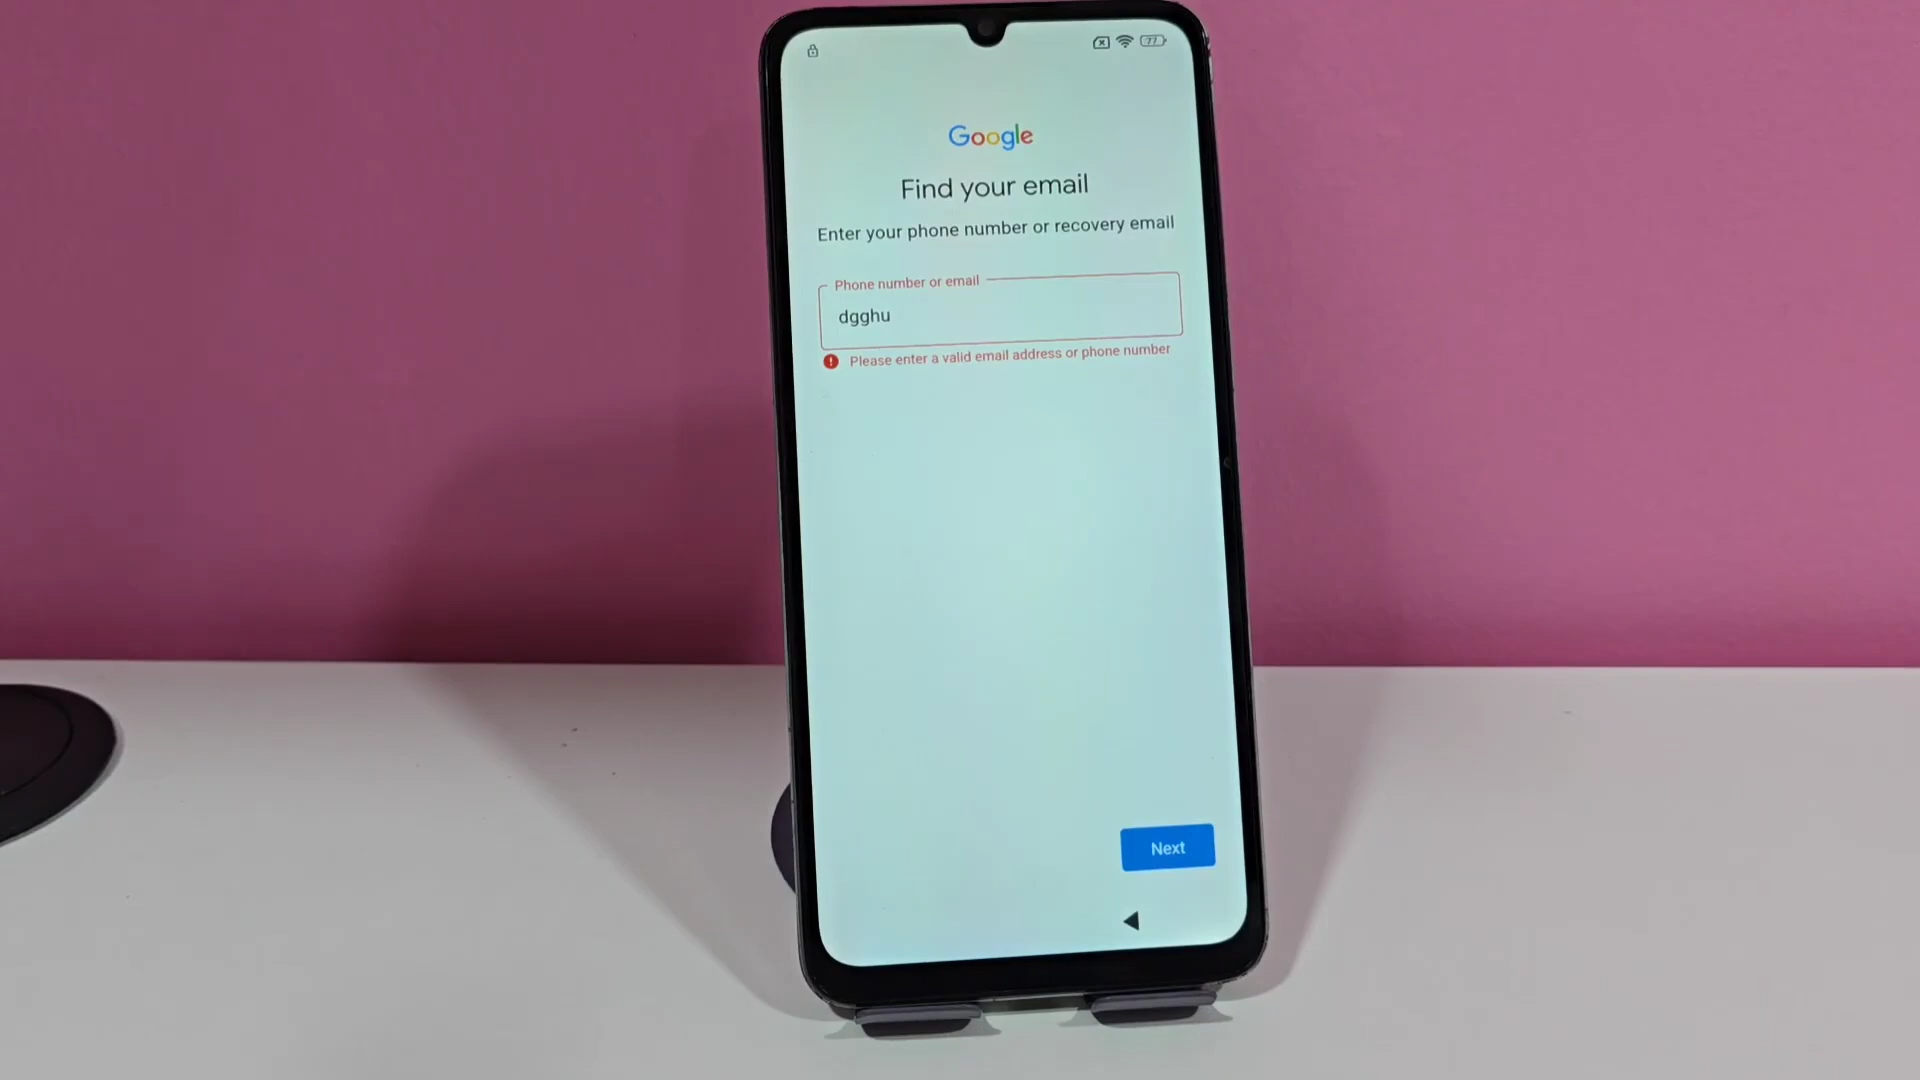 77
Google
Find your email
Enter your phone number or recovery email
Phone number or email
dgghu
Please enter a valid email address or phone number
Next